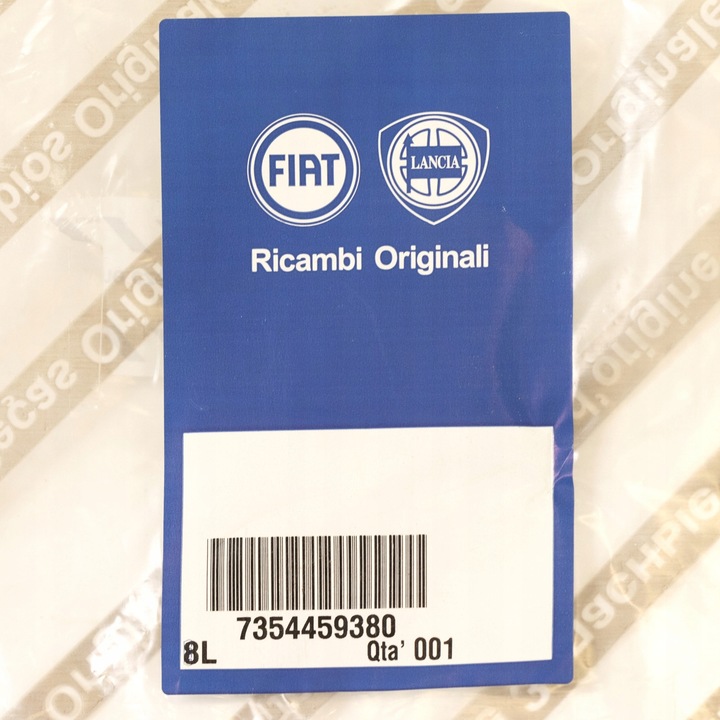 FIAT
LANCIA
Ricambi Originali
7354459380
8L
Qta' 001